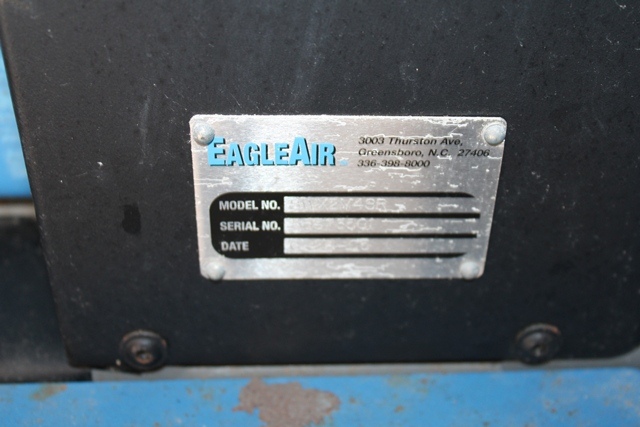 EAGLEAIR
3003 Thurston Ave,
Greensboro, N.C. 27406
336-398-8000
MODEL NO.
SERIAL NO.
DATE